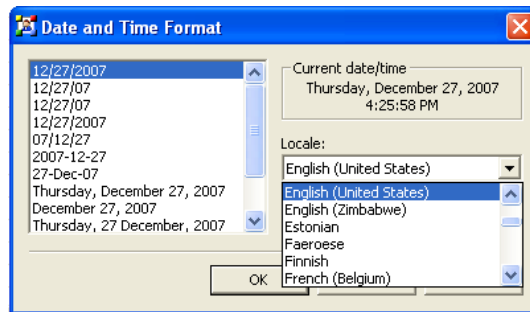 Date and Time Format
12/27/2007
12/27/07
12/27/07
12/27/2007
07/12/27
2007-12-27
27-Dec-07
Thursday, December 27, 2007
December 27, 2007
Thursday, 27 December, 2007
Current date/time
Thursday, December 27, 2007
4:25:58 PM
Locale:
English (United States)
English (United States)
English (Zimbabwe)
Estonian
Faeroese
Finnish
French (Belgium)
OK